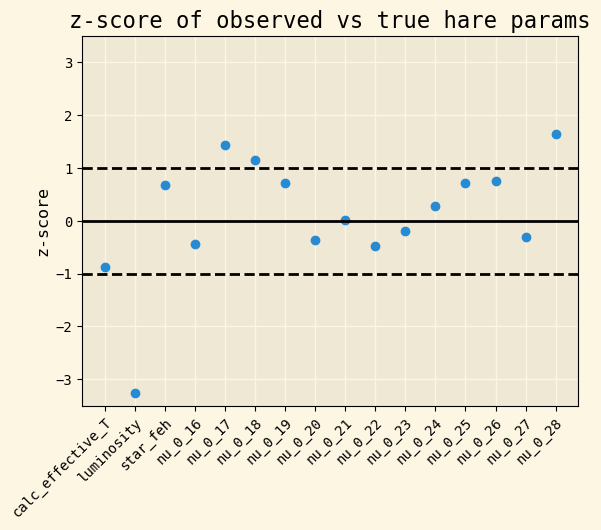 z-score of observed vs true hare params
z-score
3
2
1
0
−1
−2
−3
calc_effective_T
luminosity
star_feh
nu_0_16
nu_0_17
nu_0_18
nu_0_19
nu_0_20
nu_0_21
nu_0_22
nu_0_23
nu_0_24
nu_0_25
nu_0_26
nu_0_27
nu_0_28